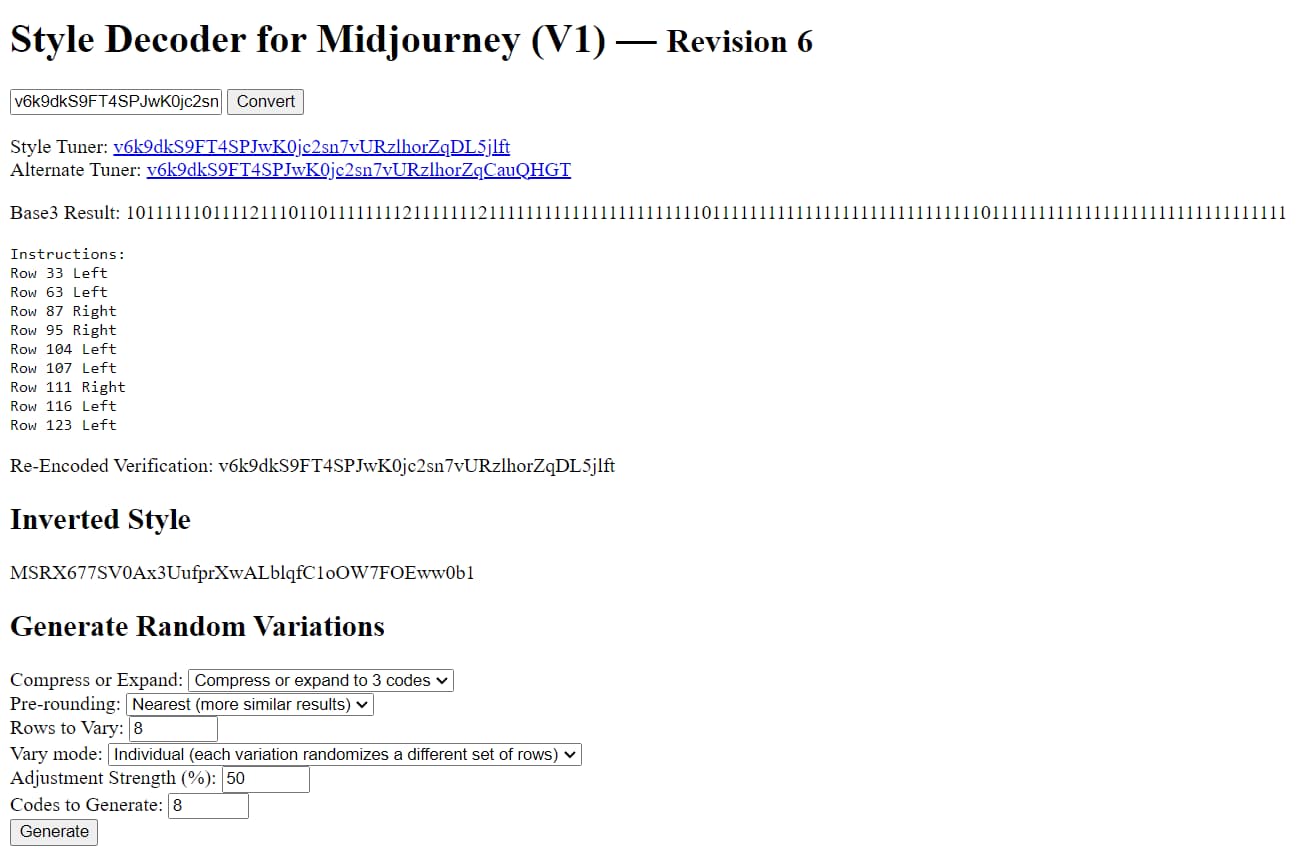 Style Decoder for Midjourney (V1) — Revision 6
v6k9dkS9FT4SPJwK0jc2sn Convert
Style Tuner: v6k9dkS9FT4SPJwK0jc2sn7vURzlhorZqDL5jlft
Alternate Tuner: v6k9dkS9FT4SPJwK0jc2sn7vURzlhorZqCauQHGT
Base3 Result: 1011111101111211101101111111121111111211111111111111111111111011111111111111111111111111111011111111111111111111111111111111
Instructions:
Row 33 Left
Row 63 Left
Row 87 Right
Row 95 Right
Row 104 Left
Row 107 Left
Row 111 Right
Row 116 Left
Row 123 Left
Re-Encoded Verification: v6k9dkS9FT4SPJwK0jc2sn7vURzlhorZqDL5jlft
Inverted Style
MSRX677SV0Ax3UufprXwALblqfC1oOW7FOEww0b1
Generate Random Variations
Compress or Expand: Compress or expand to 3 codes
Pre-rounding: Nearest (more similar results)
Rows to Vary: 8
Vary mode: Individual (each variation randomizes a different set of rows)
Adjustment Strength (%): 50
Codes to Generate: 8
Generate